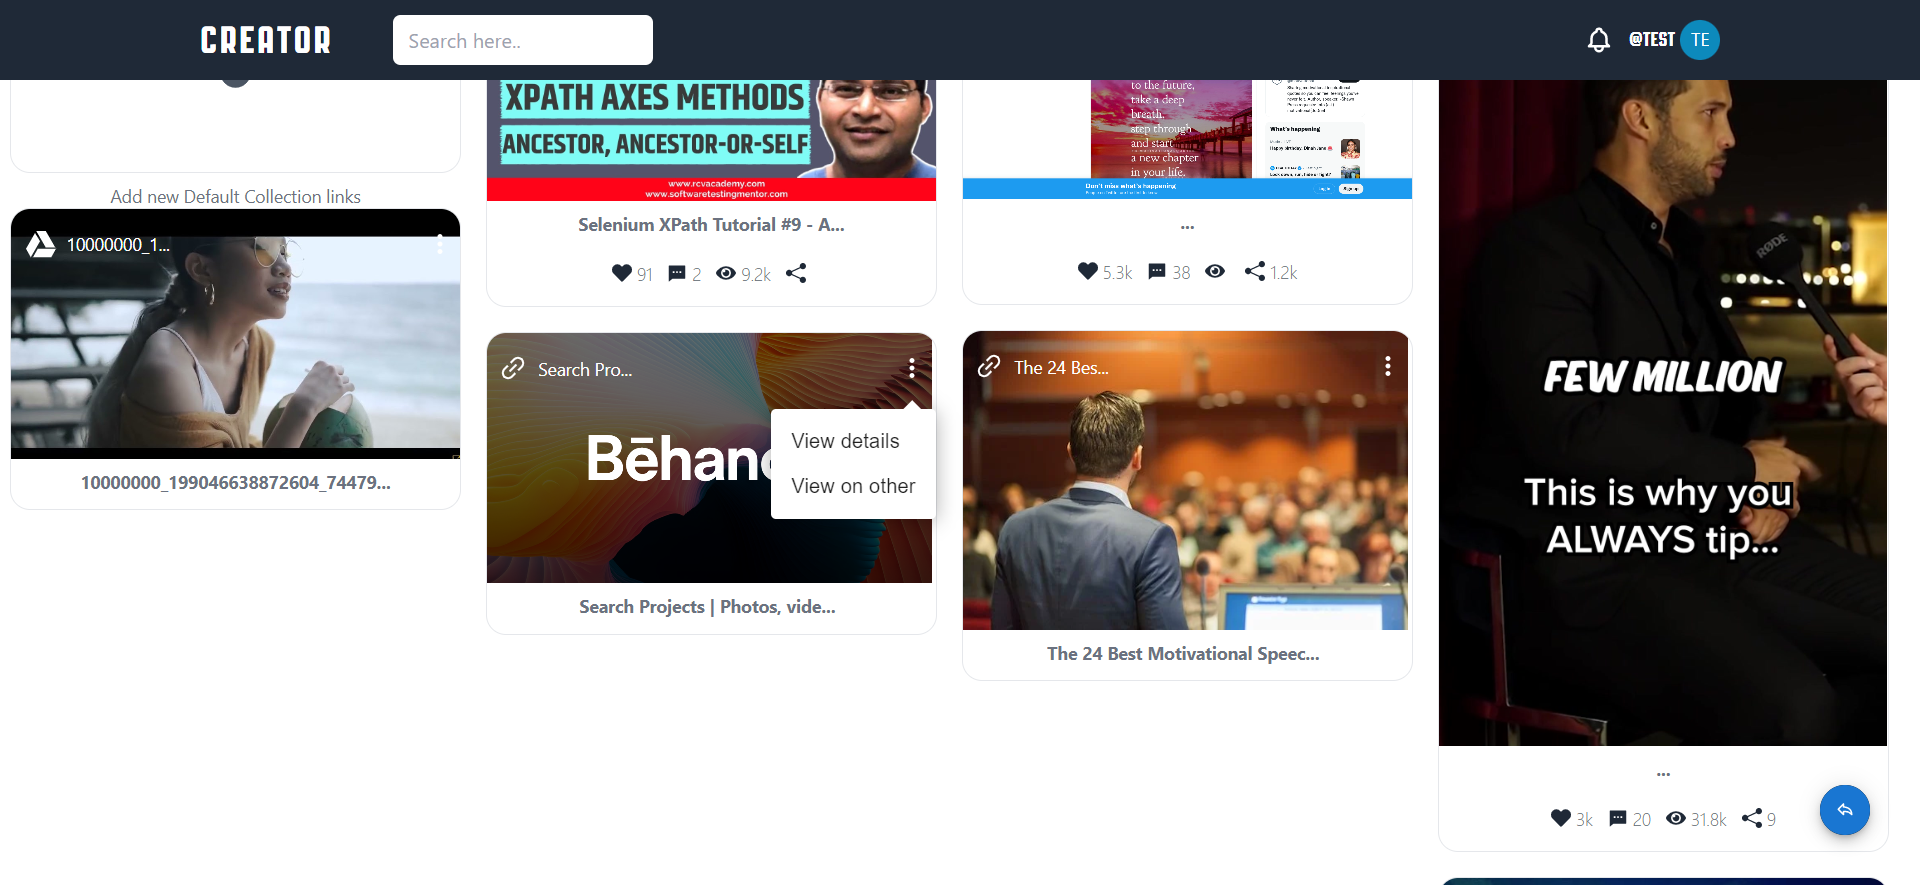 CREATOR
Search here..
@TEST
TE
Add new Default Collection links
10000000_1...
10000000_199046638872604_74479...
XPATH AXES METHODS
ANCESTOR, ANCESTOR-OR-SELF
www.rcvacademy.com
www.softwaretestingmentor.com
Selenium XPath Tutorial #9 - A...
91
2
9.2k
Search Pro...
Bēhanc
View details
View on other
Search Projects | Photos, vide...
to the future,
take a deep
breath,
step through
and start
a new chapter
in your life.
What's happening
Don't miss what's happening
Log in
Sign up
...
5.3k
38
1.2k
The 24 Bes...
The 24 Best Motivational Speec...
RØDE
FEW MILLION
This is why you
ALWAYS tip...
...
3k
20
31.8k
9